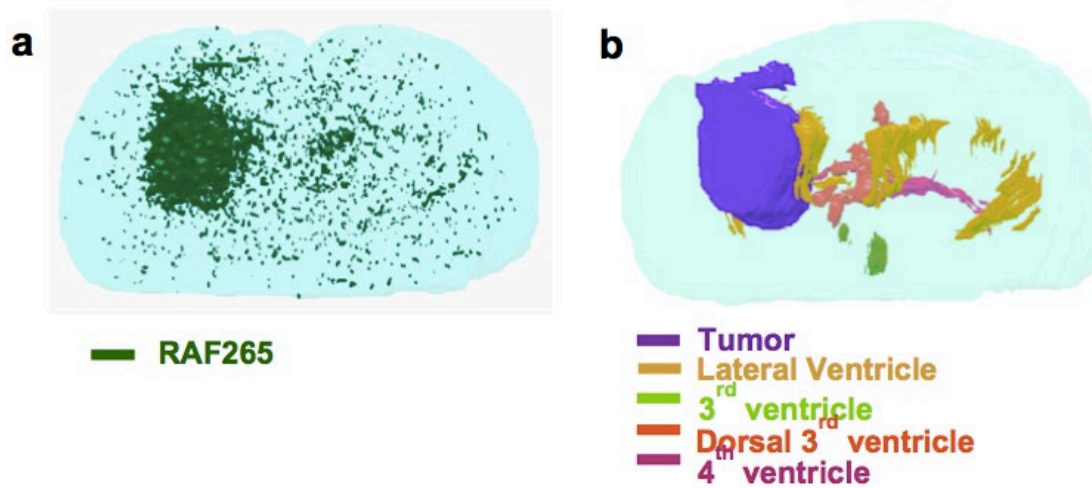 a
b
RAF265
Tumor
Lateral Ventricle
3rd ventricle
Dorsal 3rd ventricle
4th ventricle